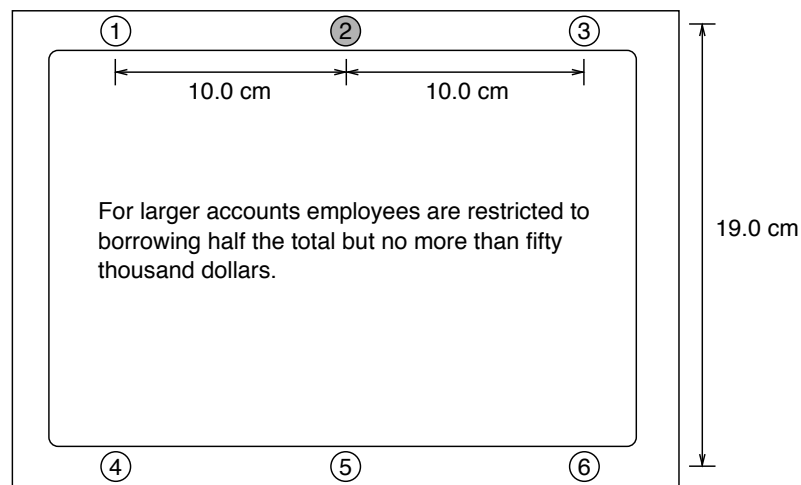 1 2 3
10.0 cm 10.0 cm
For larger accounts employees are restricted to
borrowing half the total but no more than fifty
thousand dollars.
19.0 cm
4 5 6